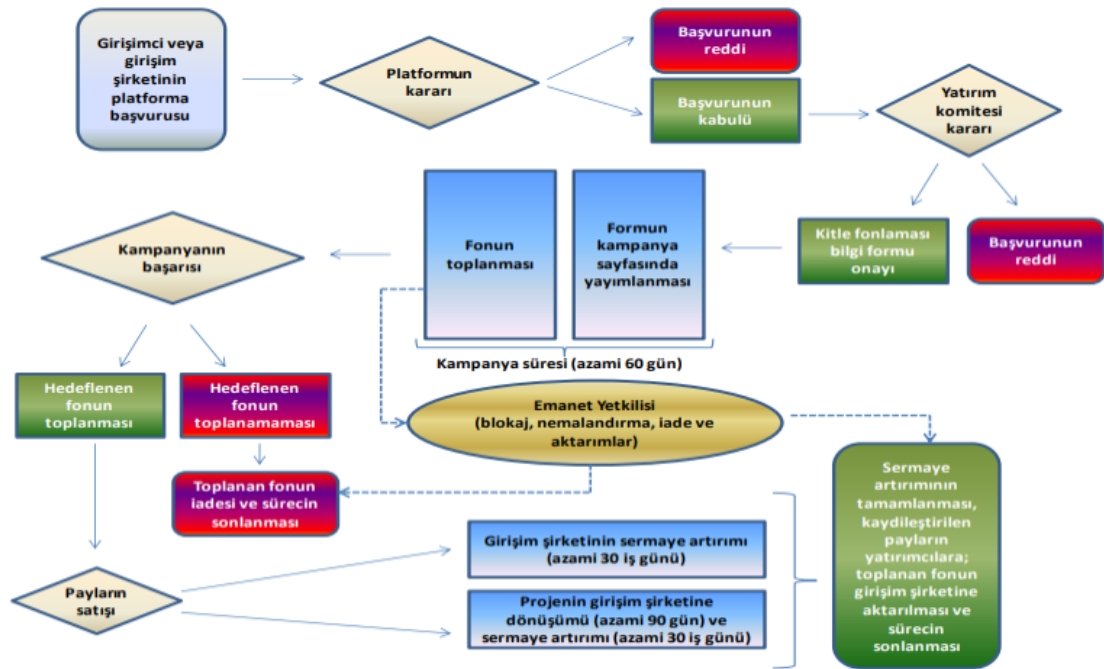 Girişimci veya
girişim
şirketinin
platforma
başvurusu
Platformun
kararı
Başvurunun
reddi
Başvurunun
kabulü
Yatırım
komitesi
kararı
Kitle fonlaması
bilgi formu
onayı
Başvurunun
reddi
Formun
kampanya
sayfasında
yayımlanması
Fonun
toplanması
Kampanya süresi (azami 60 gün)
Kampanyanın
başarısı
Hedeflenen
fonun
toplanması
Hedeflenen
fonun
toplanamaması
Emanet Yetkilisi
(blokaj, nemalandırma, iade ve
aktarımlar)
Toplanan fonun
iadesi ve sürecin
sonlanması
Payların
satışı
Girişim şirketinin sermaye artırımı
(azami 30 iş günü)
Projenin girişim şirketine
dönüşümü (azami 90 gün) ve
sermaye artırımı (azami 30 iş günü)
Sermaye
artırımının
tamamlanması,
kaydileştirilen
payların
yatırımcılara;
toplanan fonun
girişim şirketine
aktarılması ve
sürecin
sonlanması